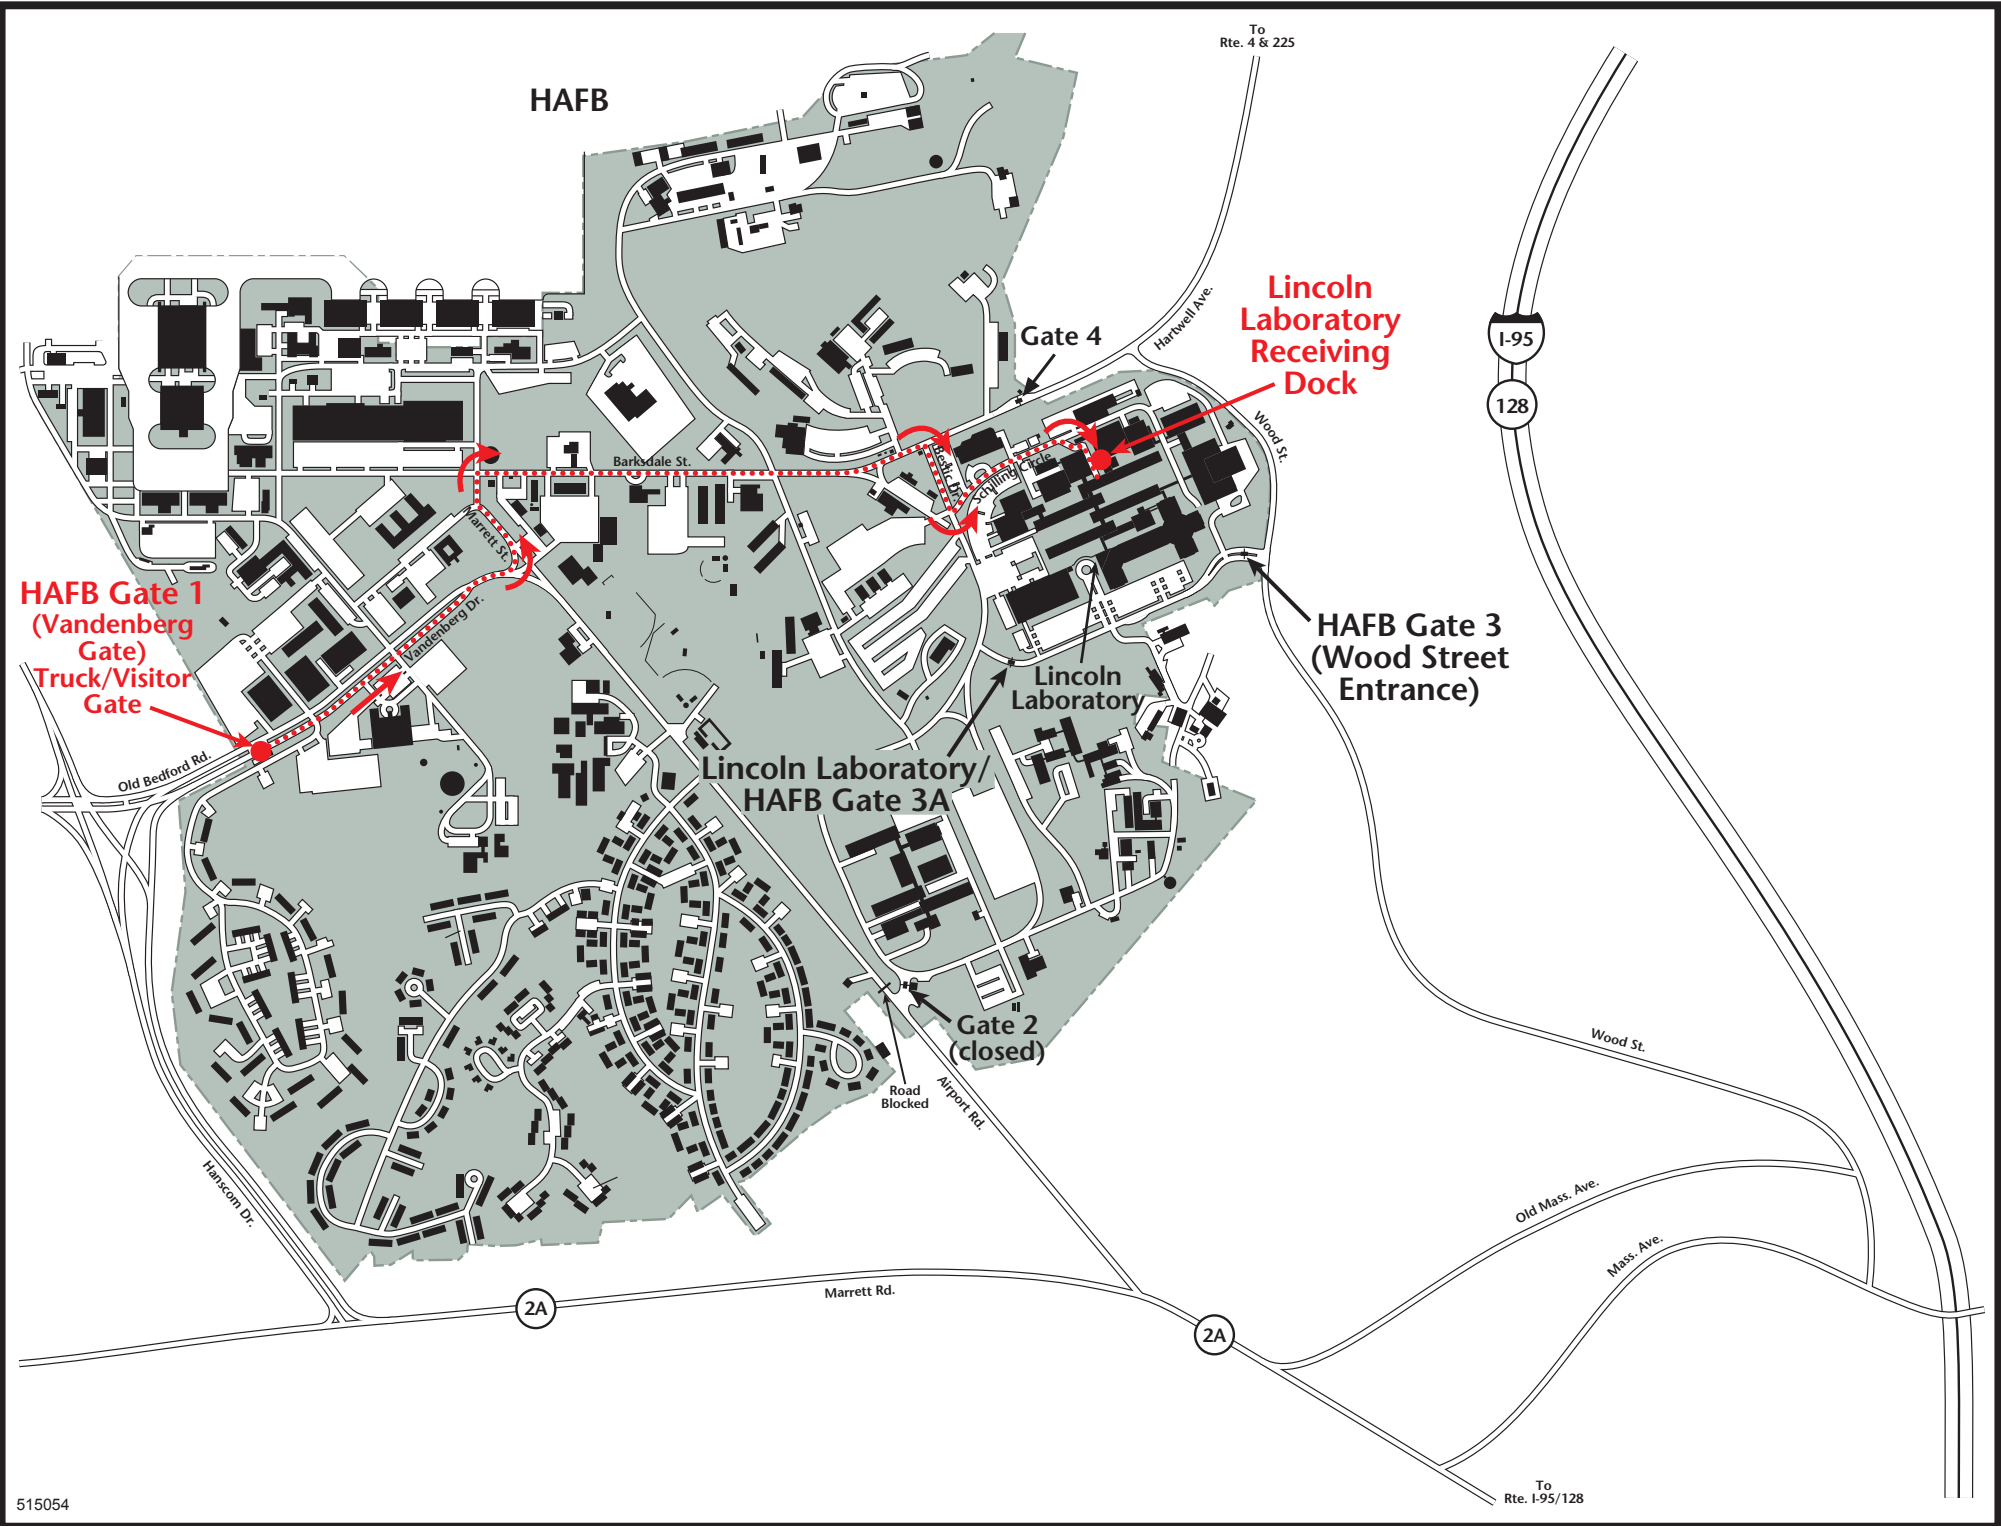 To
Rte. 4 & 225
HAFB
I-95
128
Hartwell Ave.
Lincoln
Laboratory
Receiving
Dock
Gate 4
Wood St.
Barksdale St.
Bestic Dr.
Schilling Circle
Marrett St.
Vandenberg Dr.
HAFB Gate 1
(Vandenberg
Gate)
Truck/Visitor
Gate
Old Bedford Rd.
HAFB Gate 3
(Wood Street
Entrance)
Lincoln
Laboratory
Lincoln Laboratory/
HAFB Gate 3A
Gate 2
(closed)
Road
Blocked
Airport Rd.
Wood St.
Hanscom Dr.
Old Mass. Ave.
Mass. Ave.
Marrett Rd.
2A
2A
To
Rte. I-95/128
515054